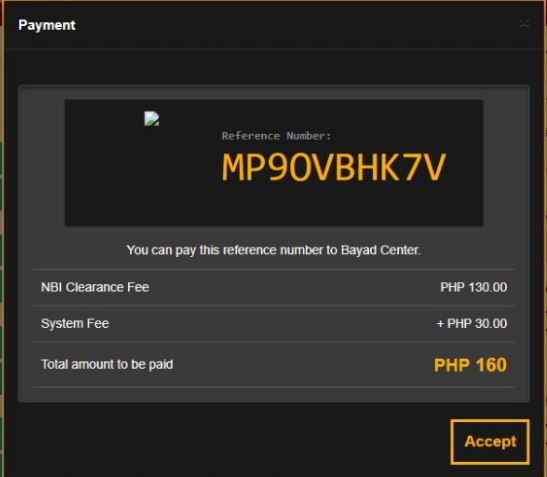 Payment
Reference Number:
MP9OVBHK7V
You can pay this reference number to Bayad Center.
NBI Clearance Fee PHP 130.00
System Fee + PHP 30.00
Total amount to be paid PHP 160
Accept